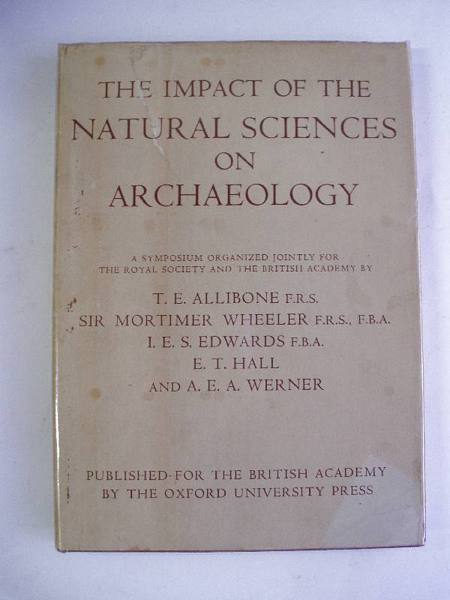 THE IMPACT OF THE
NATURAL SCIENCES
ON
ARCHAEOLOGY
A SYMPOSIUM ORGANIZED JOINTLY FOR
THE ROYAL SOCIETY AND THE BRITISH ACADEMY BY
T. E. ALLIBONE F.R.S.
SIR MORTIMER WHEELER F.R.S., F.B.A.
I. E. S. EDWARDS F.B.A.
E. T. HALL
AND A. E. A. WERNER
PUBLISHED FOR THE BRITISH ACADEMY
BY THE OXFORD UNIVERSITY PRESS